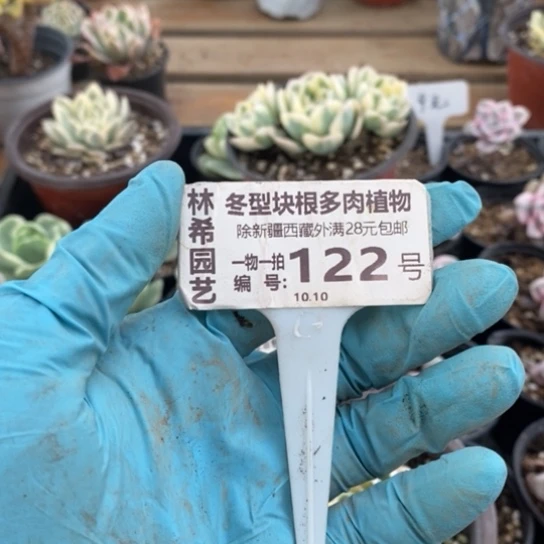 林希园艺
冬型块根多肉植物
除新疆西藏外满28元包邮
一物一拍
编号:
122号
10.10